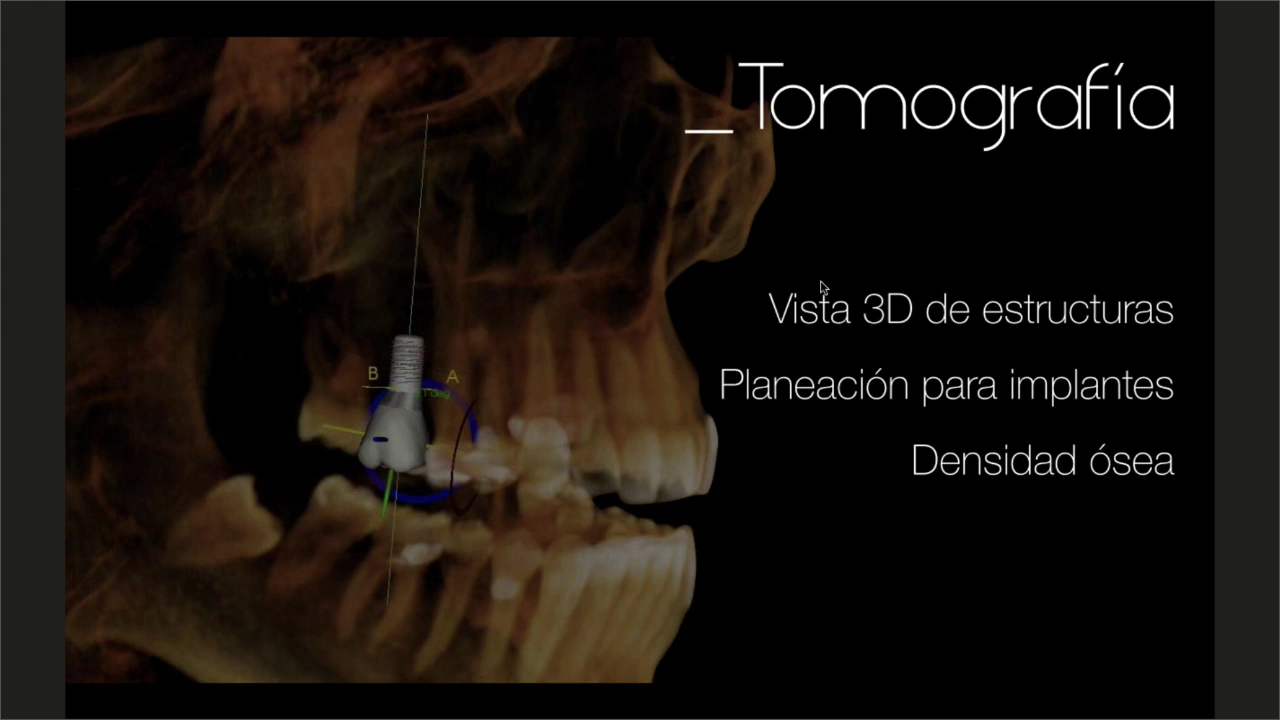 _Tomografía
Vista 3D de estructuras
Planeación para implantes
Densidad ósea
B
A